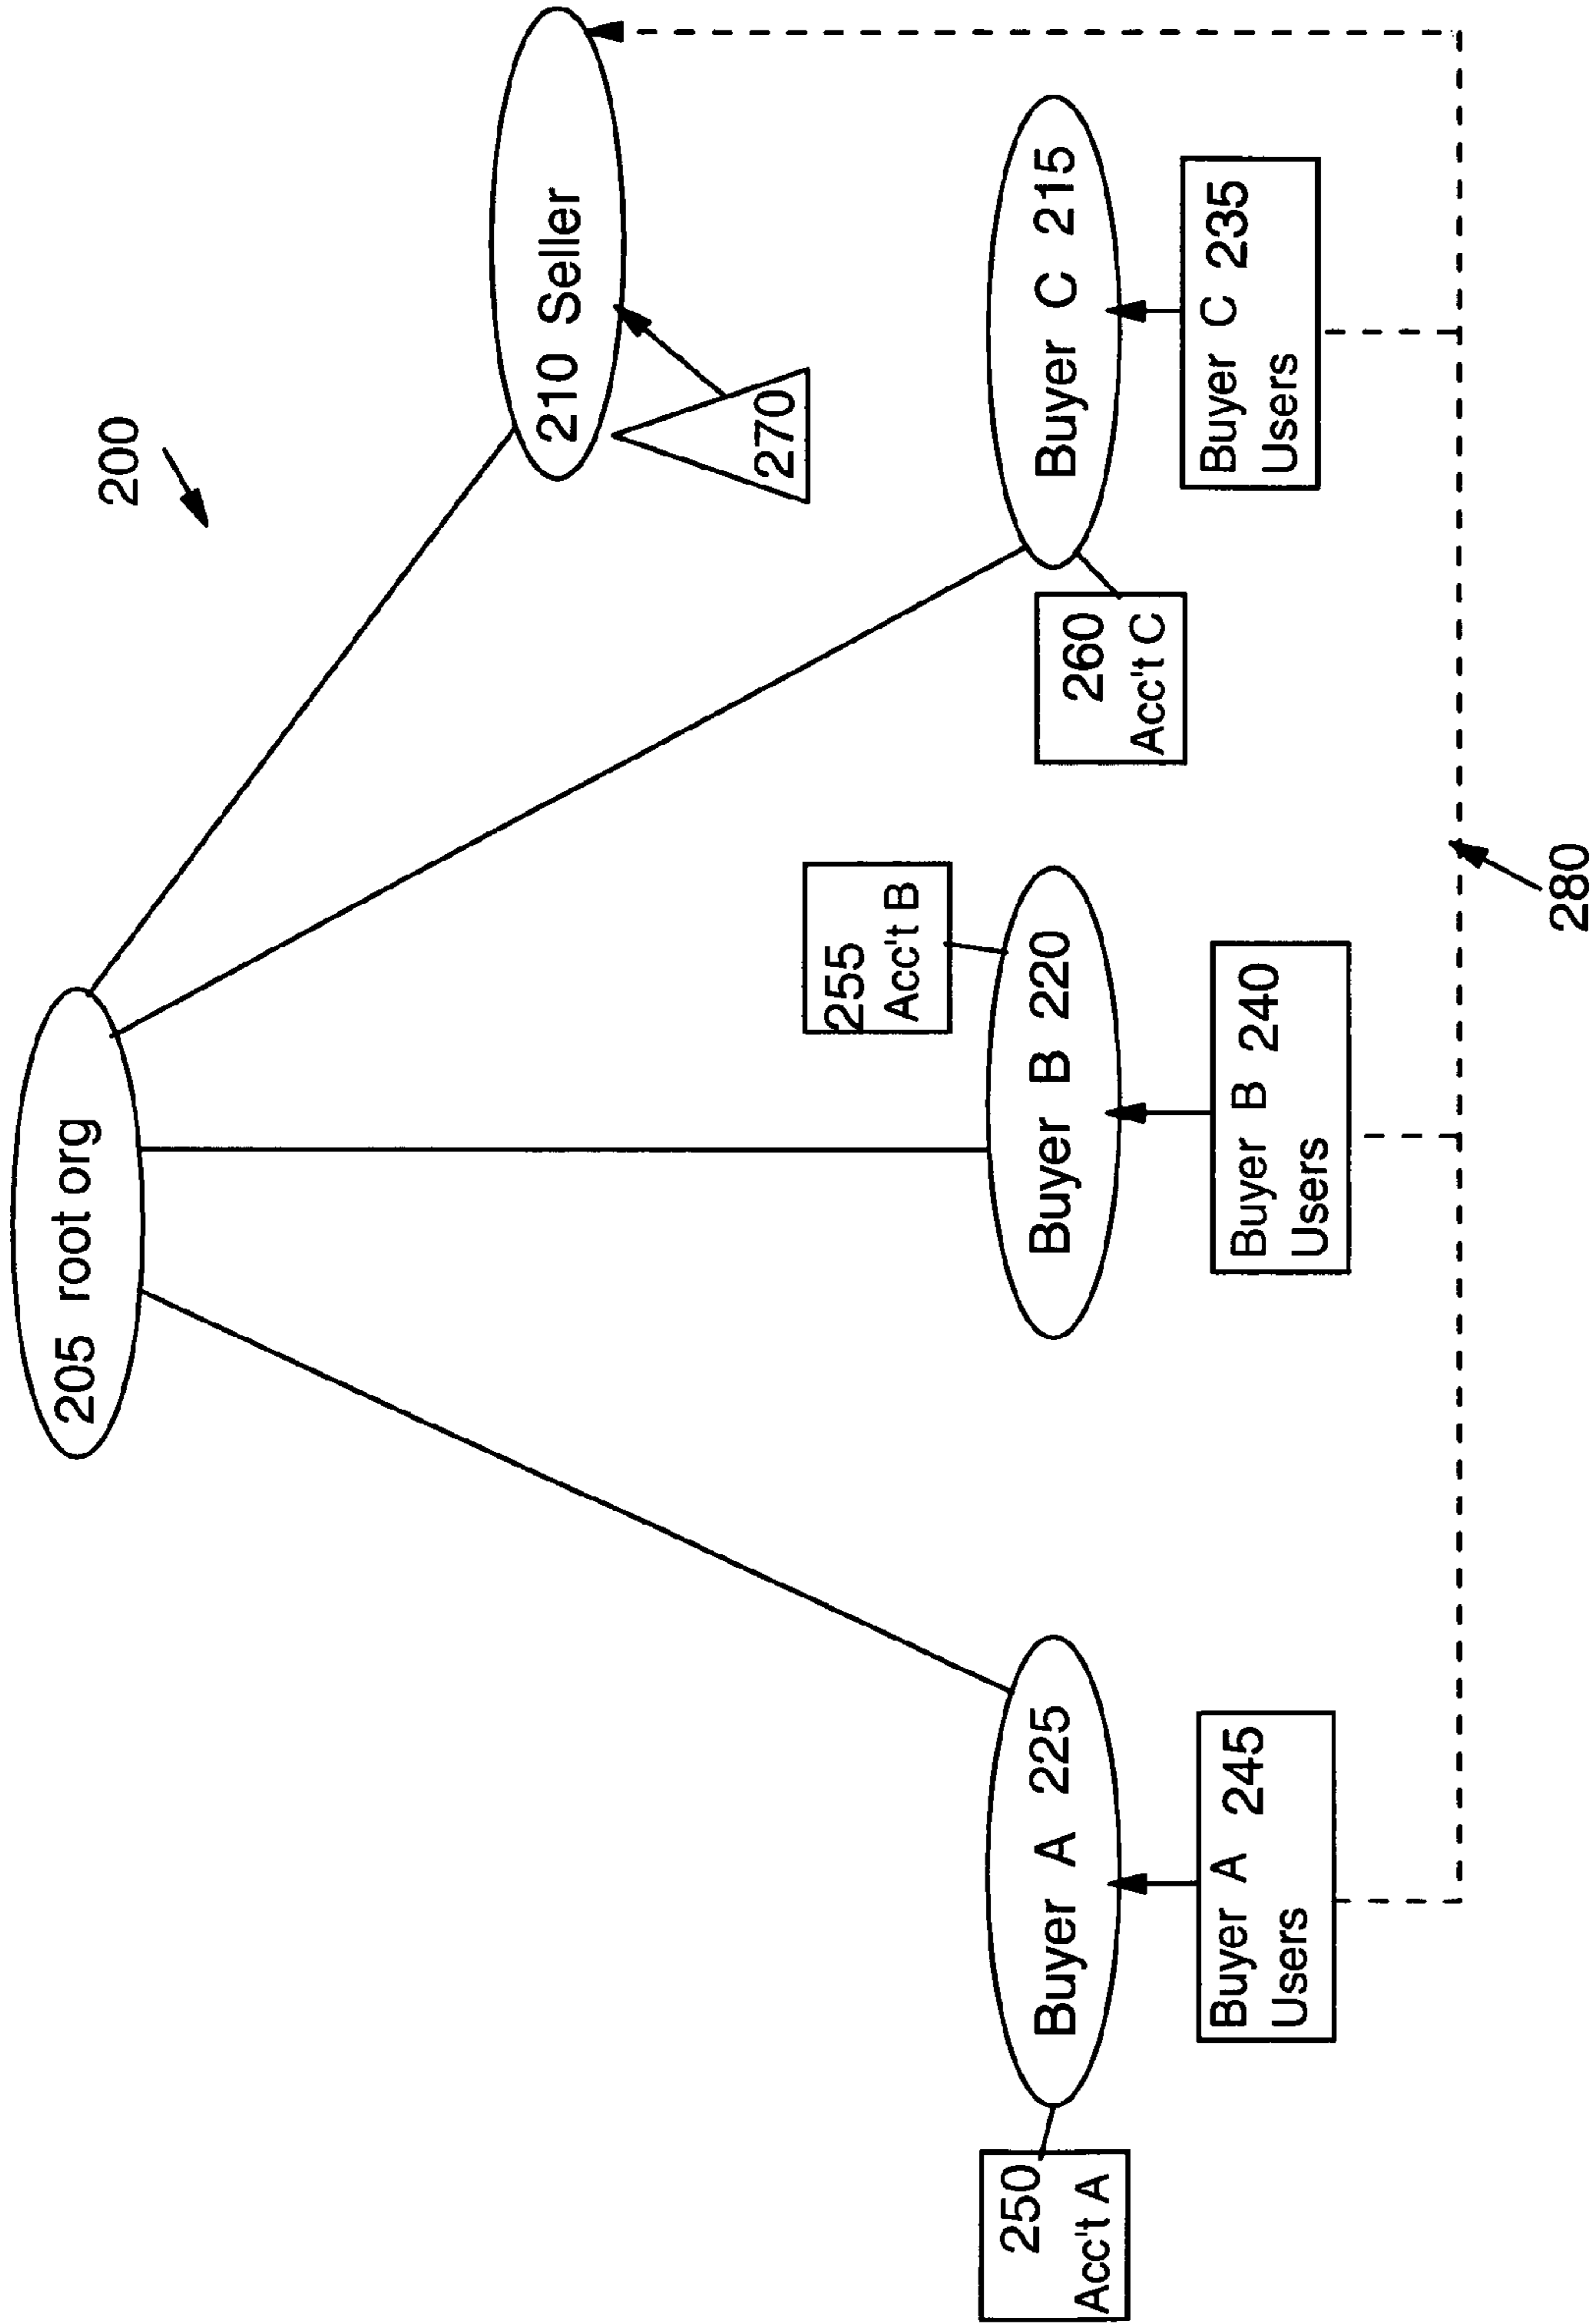 200
205 root org
210 Seller
270
255
Acc't B
250
Acc't A
Buyer A 225
Buyer B 220
260
Acc't C
Buyer C 215
Buyer A 245
Users
Buyer B 240
Users
Buyer C 235
Users
280